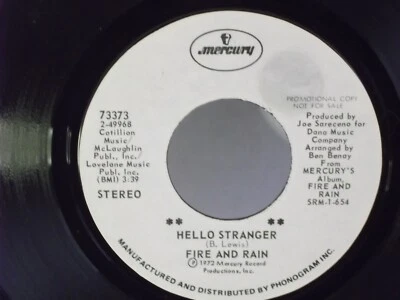 mercury
73373
2-49968
Cotillion
Music/
McLaughlin
Publ., Inc./
Lovelane Music
Publ., Inc.
(BMI) 3:39
STEREO
PROMOTIONAL COPY
NOT FOR SALE
Produced by
Joe Saraceno for
Dana Music
Company
Arranged by
Ben Benay
From
MERCURY'S
Album,
FIRE AND
RAIN
SRM-1-654
** **
HELLO STRANGER
(B. Lewis)
FIRE AND RAIN
Ⓟ 1972 Mercury Record
Productions, Inc.
MANUFACTURED AND DISTRIBUTED BY PHONOGRAM INC.